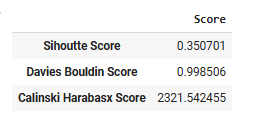 Score
Sihoutte Score 0.350701
Davies Bouldin Score 0.998506
Calinski Harabasx Score 2321.542455